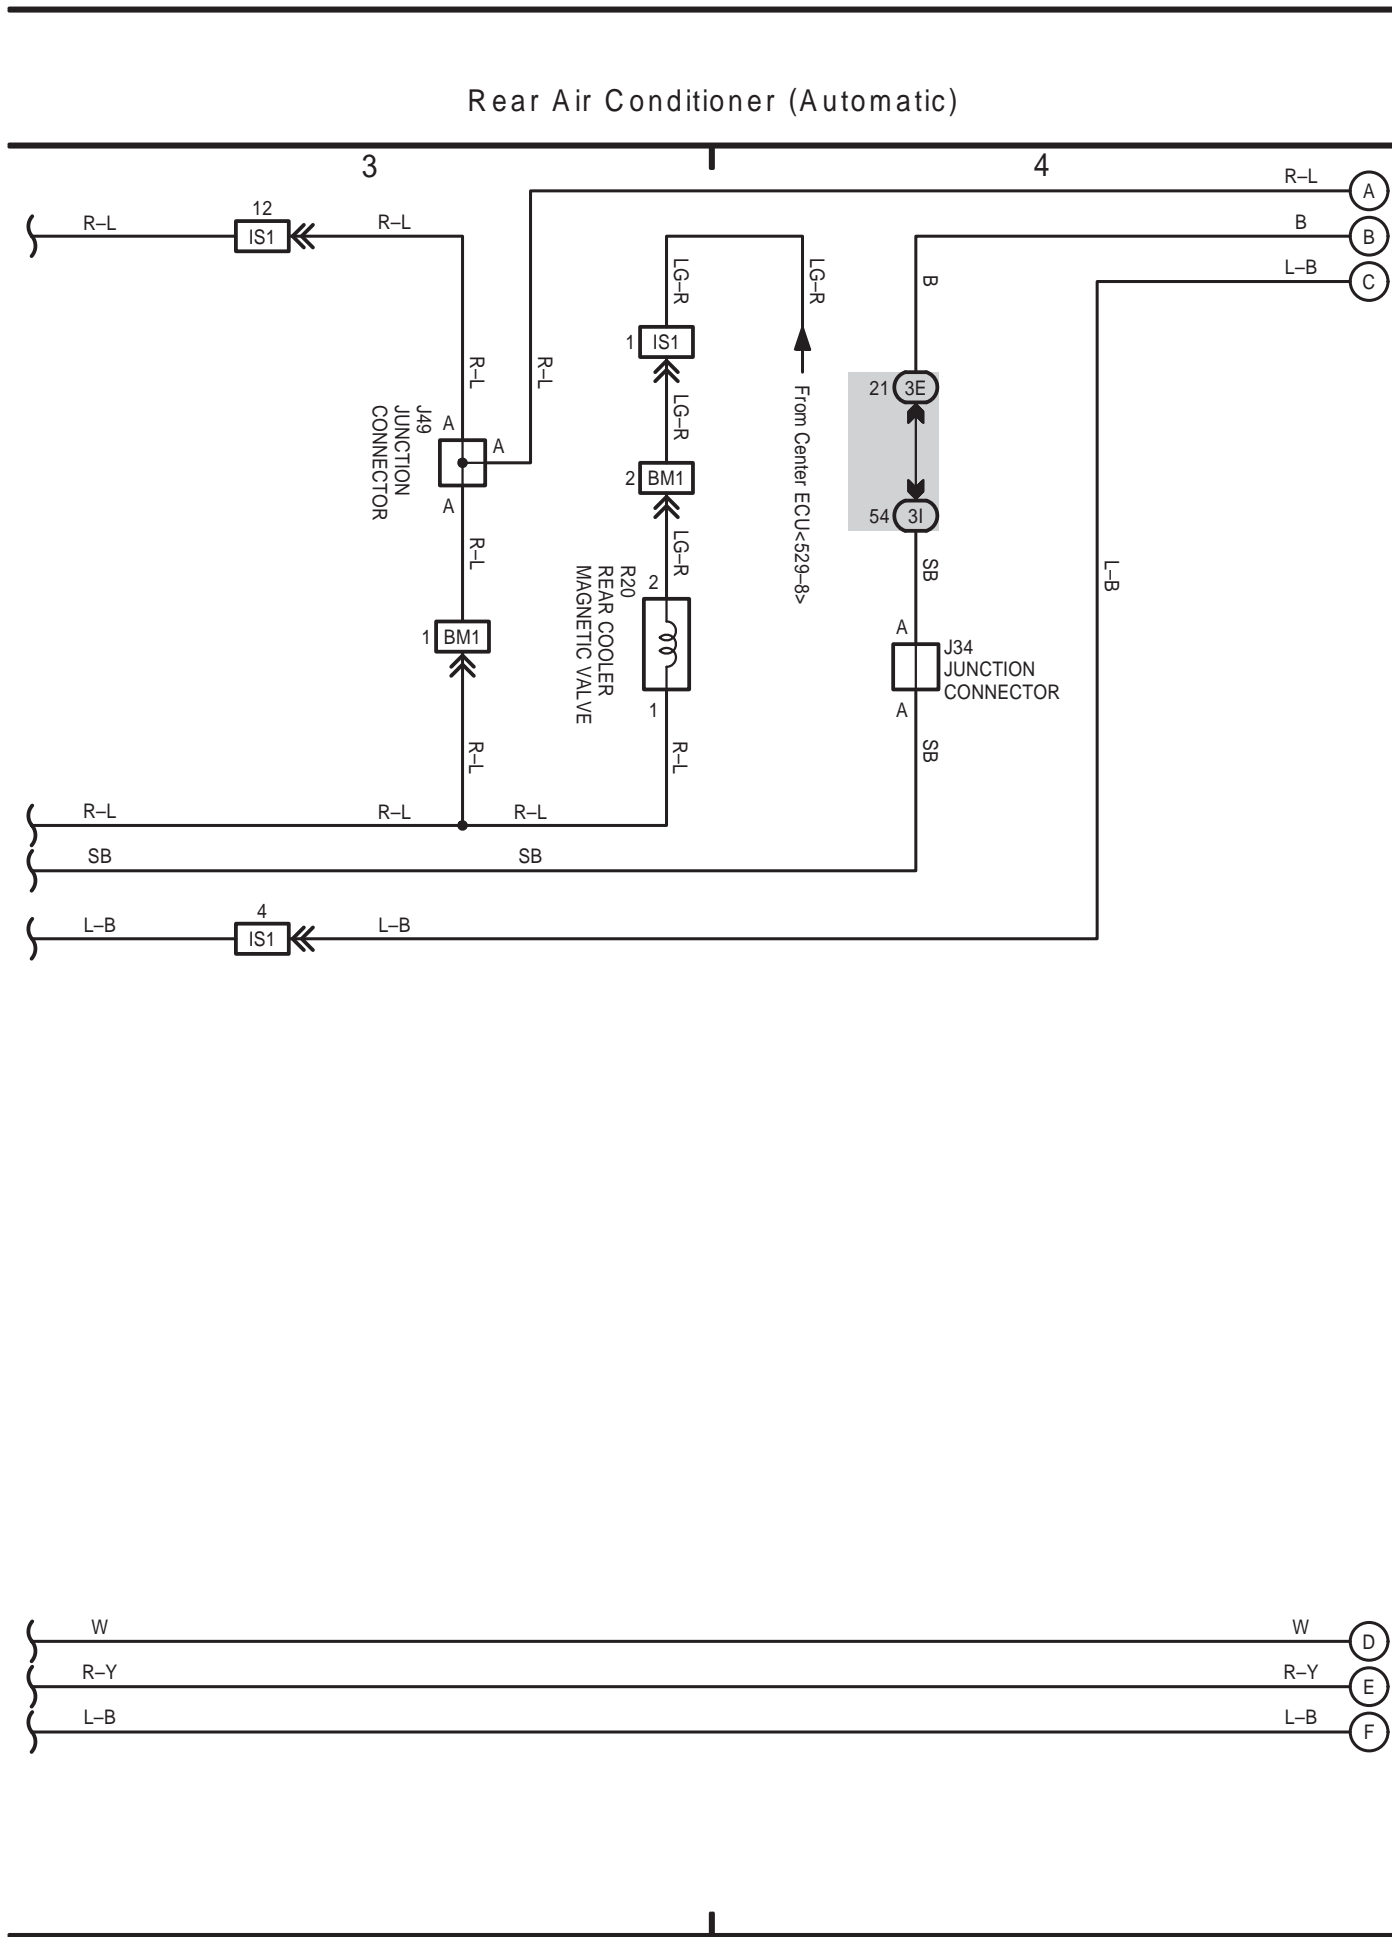 Rear Air Conditioner (Automatic)
3
4
R–L
A
12
R–L
IS1
R–L
B
B
L–B
C
LG–R
LG–R
B
1
IS1
R–L
R–L
21
3E
From Center ECU<529–8>
LG–R
J49
JUNCTION
CONNECTOR
A
A
A
2
BM1
54
3I
R–L
LG–R
SB
L–B
R20
REAR COOLER
MAGNETIC VALVE
2
1
1
BM1
A
J34
JUNCTION
CONNECTOR
A
R–L
R–L
SB
R–L
R–L
R–L
SB
SB
4
L–B
IS1
L–B
W
W
D
R–Y
R–Y
E
L–B
L–B
F